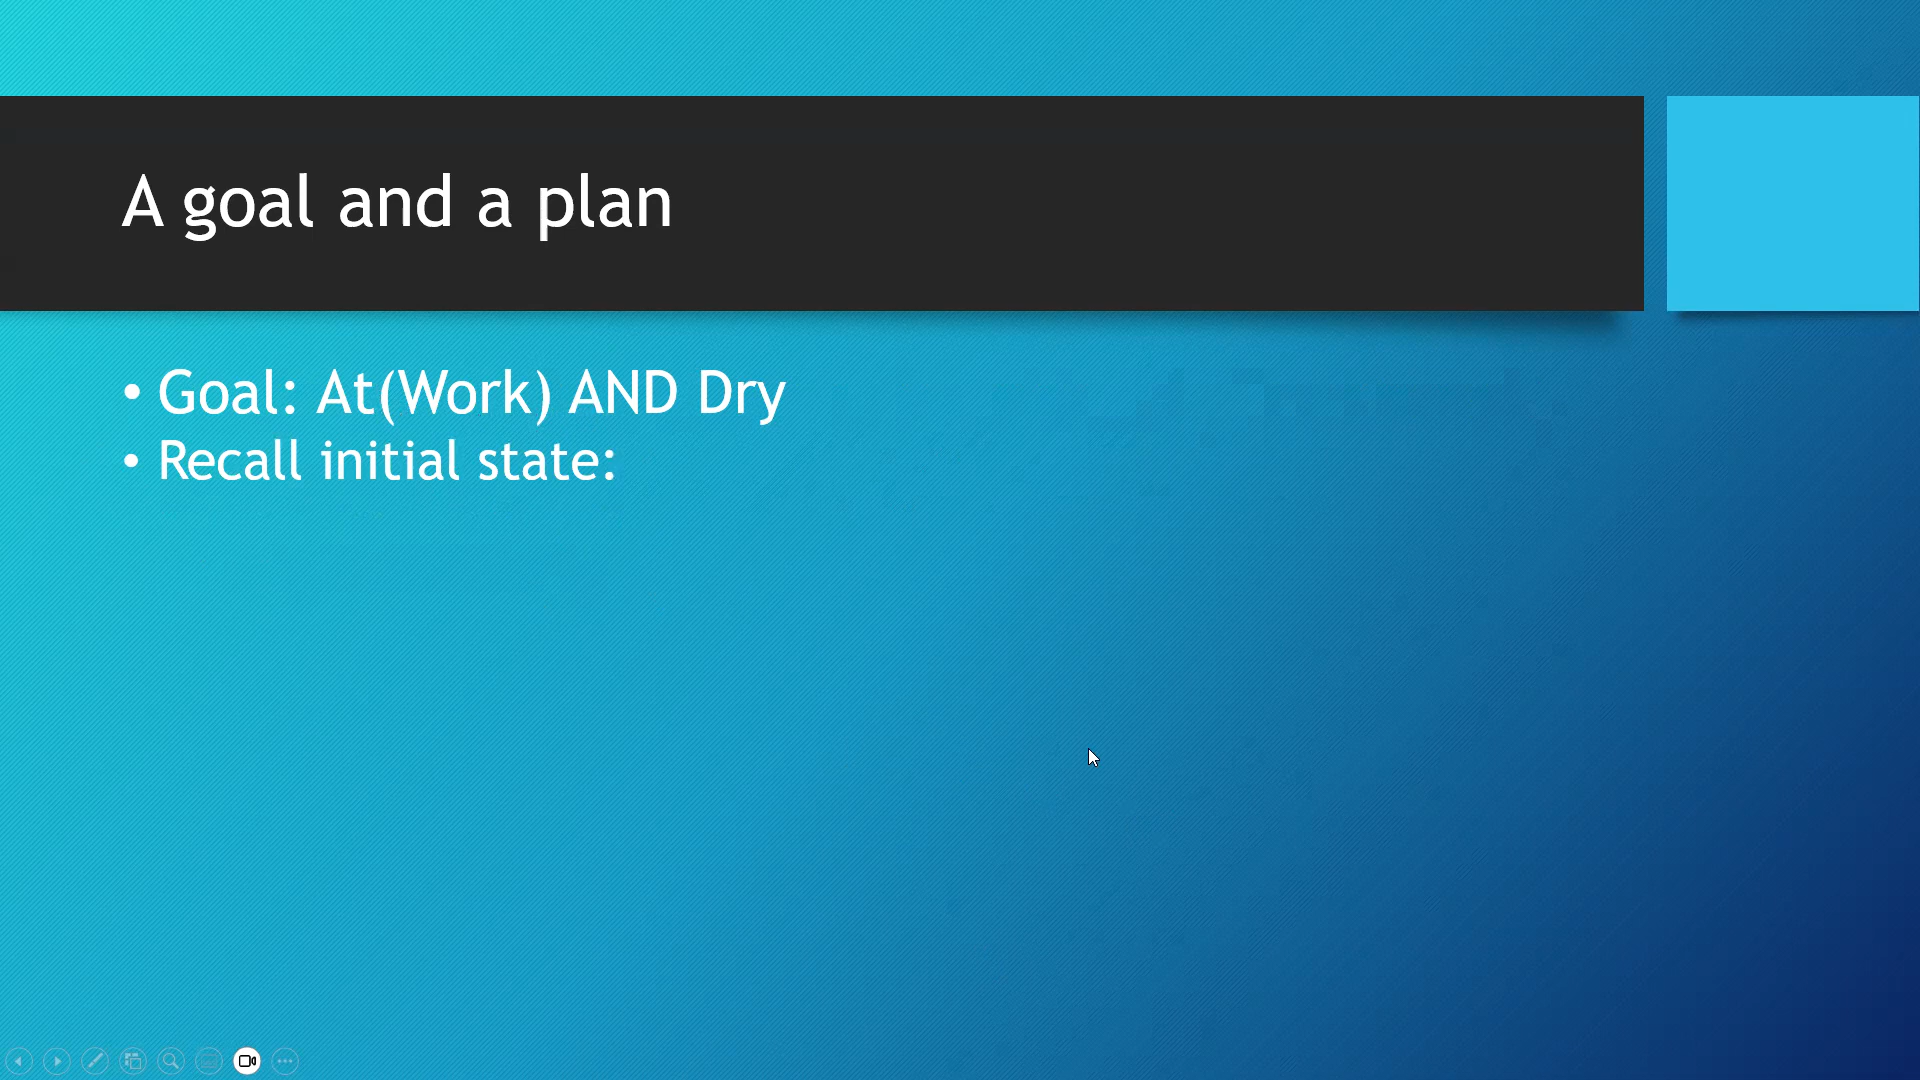 A goal and a plan
• Goal: At(Work) AND Dry
• Recall initial state: